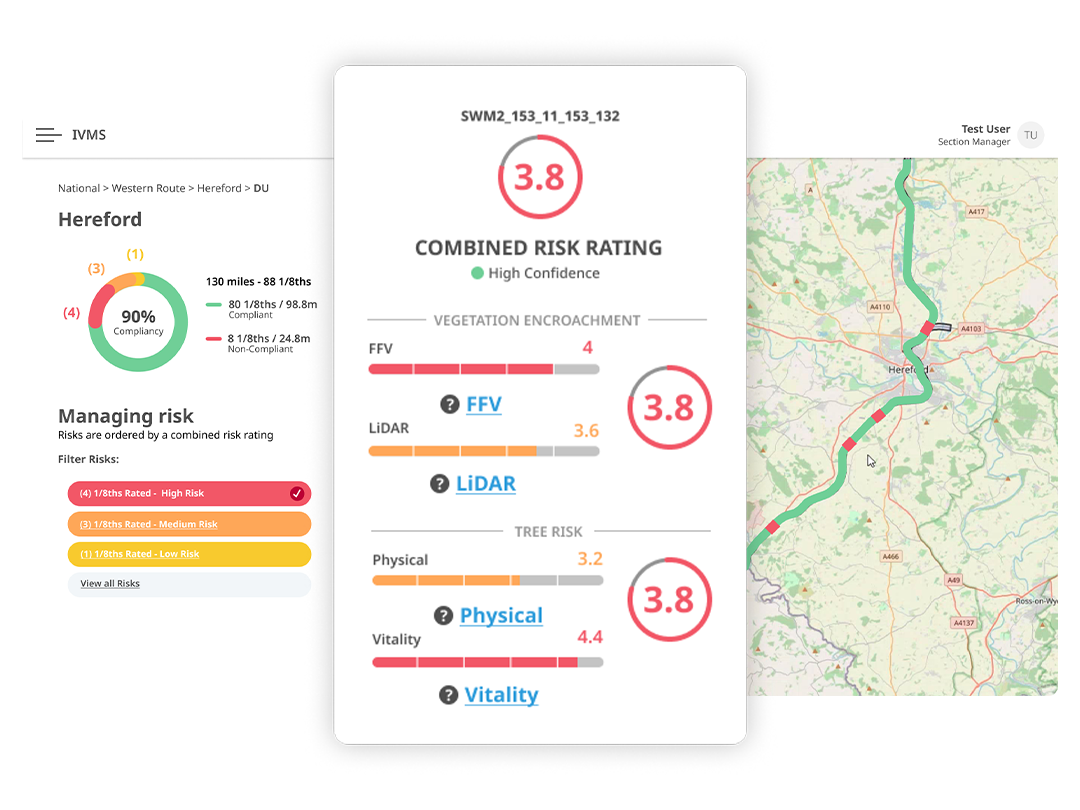 IVMS
Test User
Section Manager
TU
National > Western Route > Hereford > DU
Hereford
(1)
(3)
(4)
90%
Compliancy
130 miles - 88 1/8ths
80 1/8ths / 98.8m
Compliant
8 1/8ths / 24.8m
Non-Compliant
Managing risk
Risks are ordered by a combined risk rating
Filter Risks:
(4) 1/8ths Rated - High Risk
(3) 1/8ths Rated - Medium Risk
(1) 1/8ths Rated - Low Risk
View all Risks
SWM2_153_11_153_132
3.8
COMBINED RISK RATING
High Confidence
VEGETATION ENCROACHMENT
FFV 4
? FFV
LiDAR 3.6
? LiDAR
3.8
TREE RISK
Physical 3.2
? Physical
Vitality 4.4
? Vitality
3.8
A
A417
A4110
A4103
Hereford
A466
A49
Ross-on-Wye
A4137